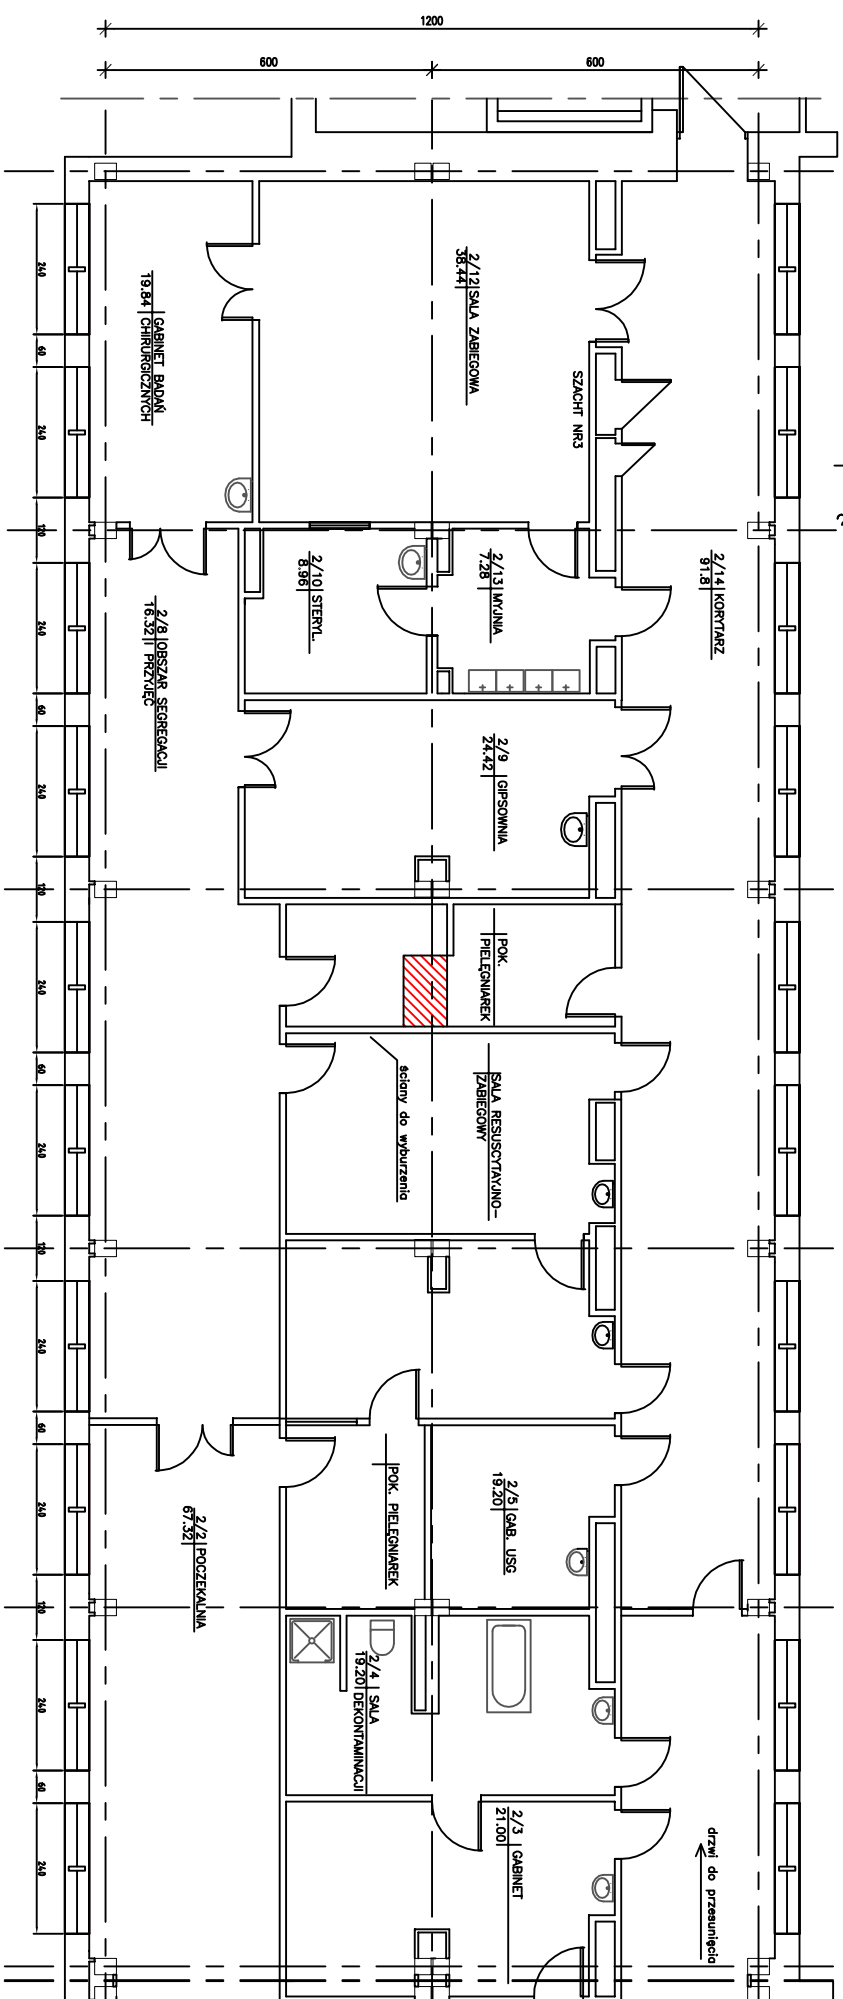 1200
600
600
2/12 SALA ZABIEGOWA
38.44
GABINET BADAŃ
19.84 CHIRURGICZNYCH
SZACHT NR3
2/14 KORYTARZ
91.8
2/13 MYJNIA
7.28
2/10 STERYL.
8.96
2/8 OBSZAR SEGREGACJI
16.32 I PRZYJĘĆ
2/9 GIPSOWNIA
24.42
POK.
PIELĘGNIAREK
SALA RESUSCYTAYJNO-
ZABIEGOWY
ściany do wyburzenia
POK. PIELĘGNIAREK
2/5 GAB. USG
19.20
2/2 POCZEKALNIA
67.32
2/4 SALA
19.20 DEKONTAMINACJI
2/3 GABINET
21.00
drzwi do przesunięcia
240
60
240
120
240
60
240
120
240
60
240
120
240
60
240
120
240
60
240